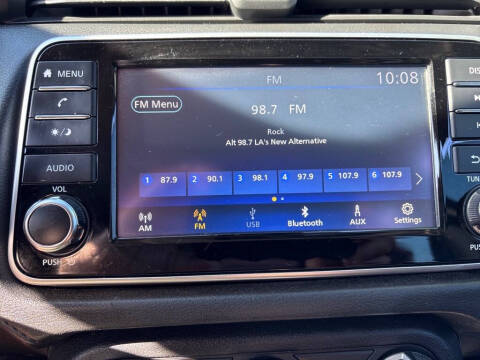 MENU
DISP
FM
10:08
FM Menu
98.7 FM
Rock
Alt 98.7 LA's New Alternative
AUDIO
1 87.9 2 90.1 3 98.1 4 97.9 5 107.9 6 107.9
VOL
TUN
AM FM USB Bluetooth AUX Settings
PUSH
PUSH